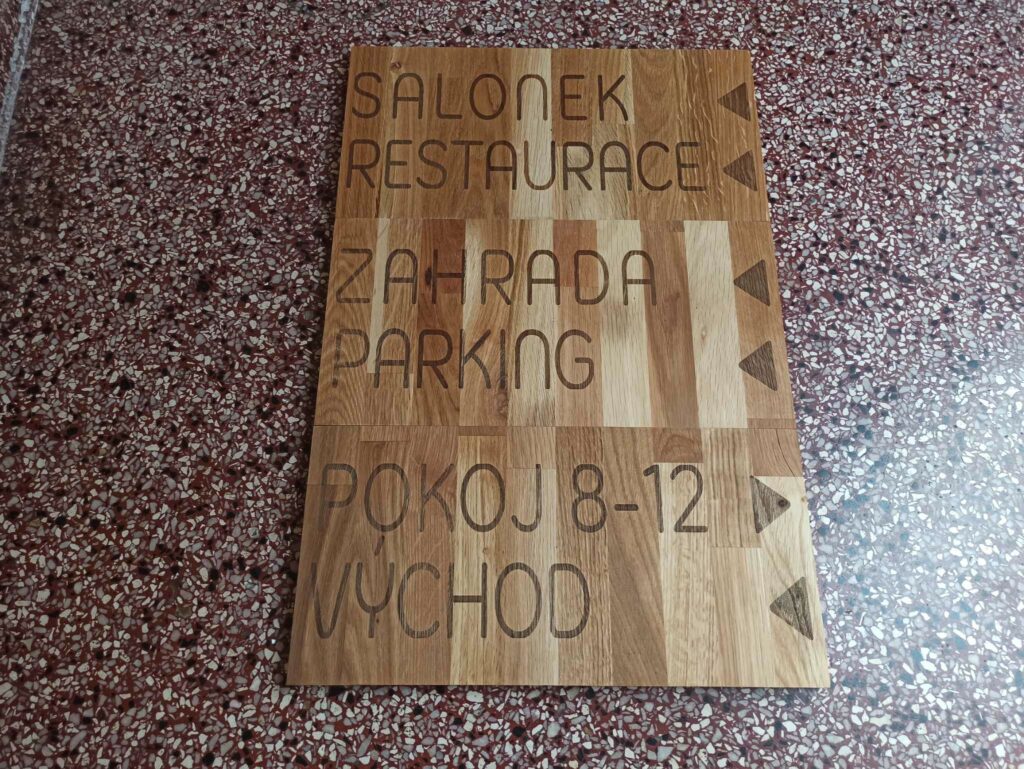 SALONEK
RESTAURACE
ZAHRADA
PARKING
POKOJ 8-12
VÝCHOD